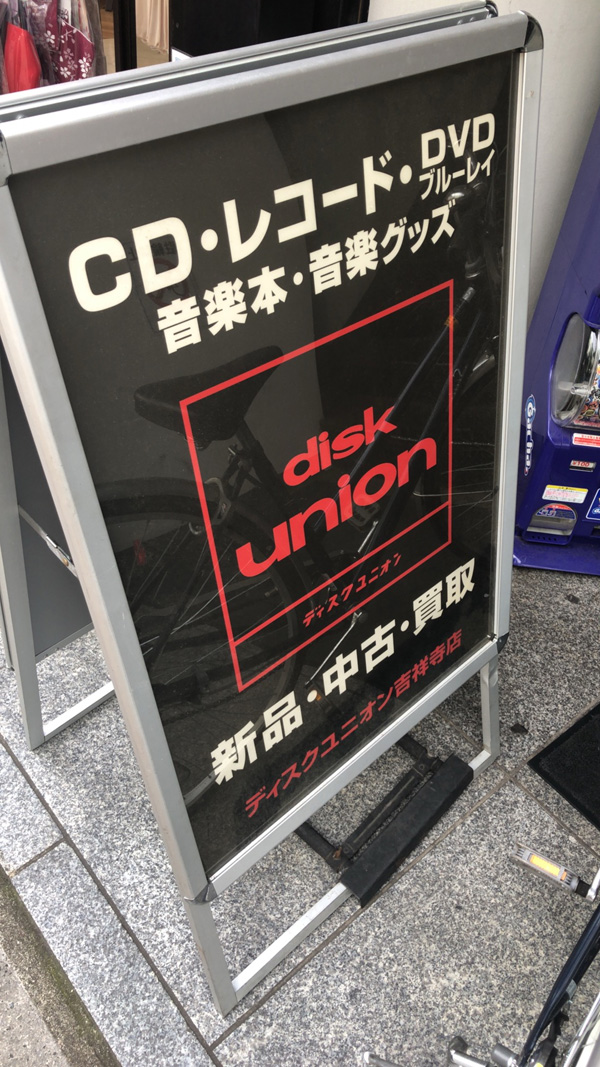 CD・レコード・DVD
ブルーレイ
音楽本・音楽グッズ
disk
union
ディスクユニオン
新品・中古・買取
ディスクユニオン吉祥寺店